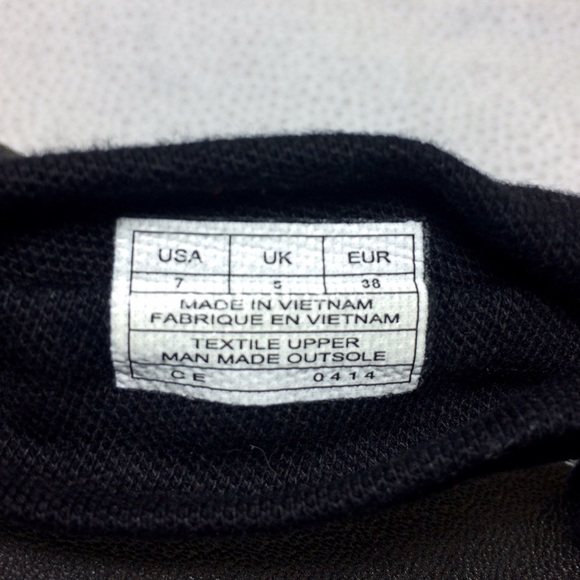 USA UK EUR
7 5 38
MADE IN VIETNAM
FABRIQUE EN VIETNAM
TEXTILE UPPER
MAN MADE OUTSOLE
CE 0414